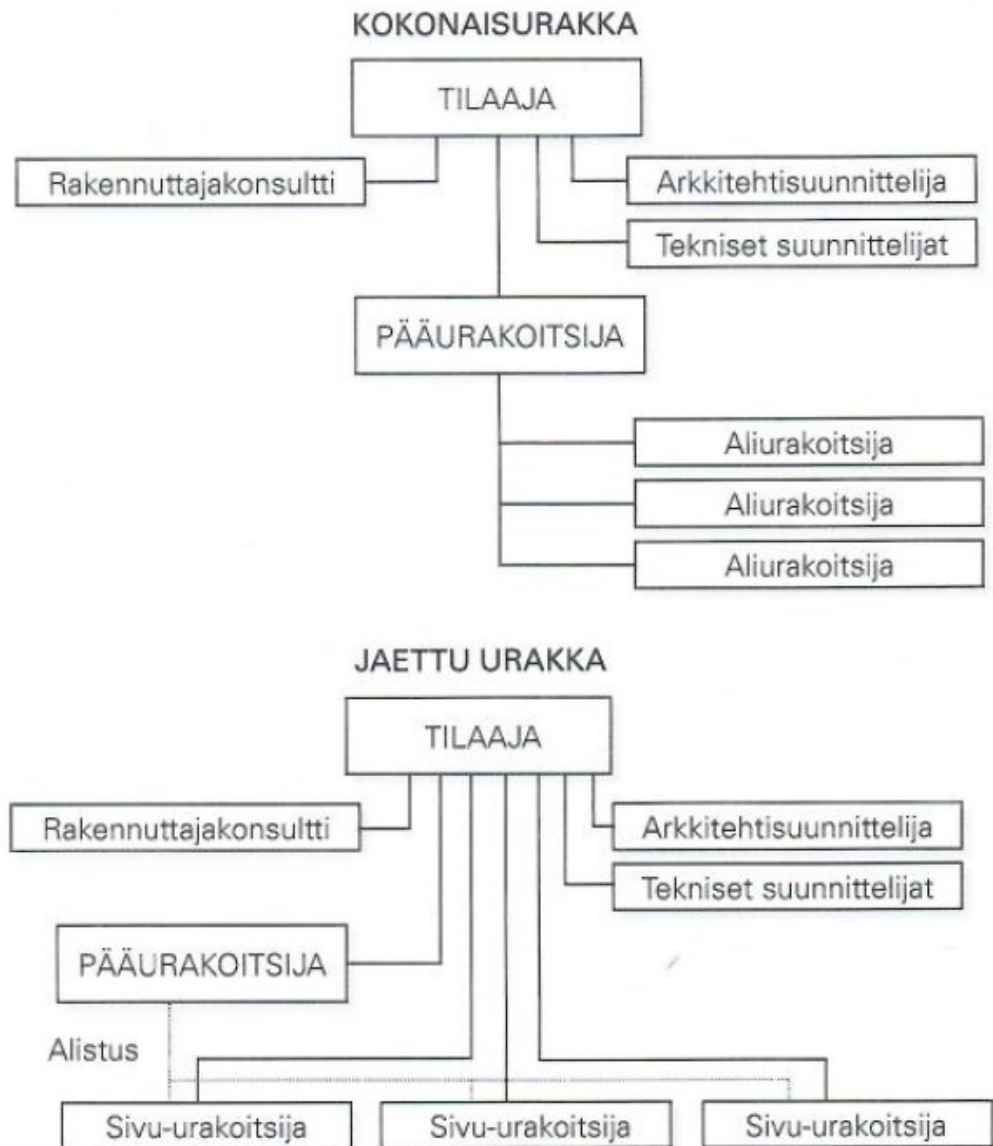 KOKONAISURAKKA
TILAAJA
Rakennuttajakonsultti
Arkkitehtisuunnittelija
Tekniset suunnittelijat
PÄÄURAKOITSIJA
Aliurakoitsija
Aliurakoitsija
Aliurakoitsija
JAETTU URAKKA
TILAAJA
Rakennuttajakonsultti
Arkkitehtisuunnittelija
Tekniset suunnittelijat
PÄÄURAKOITSIJA
Alistus
Sivu-urakoitsija
Sivu-urakoitsija
Sivu-urakoitsija